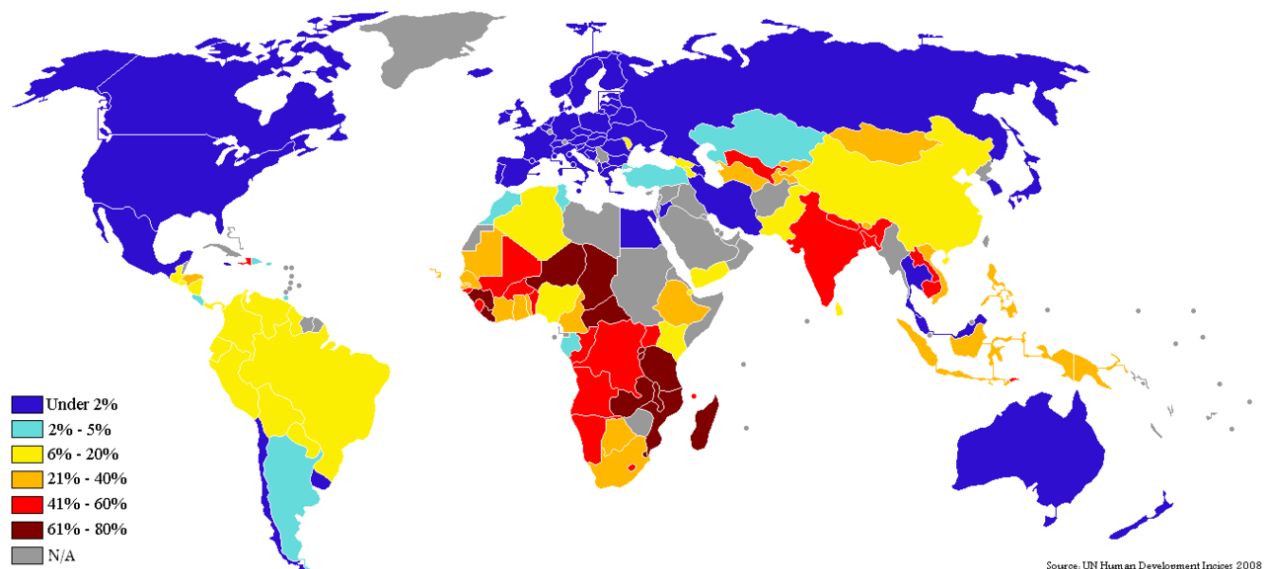 Under 2%
2% - 5%
6% - 20%
21% - 40%
41% - 60%
61% - 80%
N/A
Source: UN Human Development Indices 2008